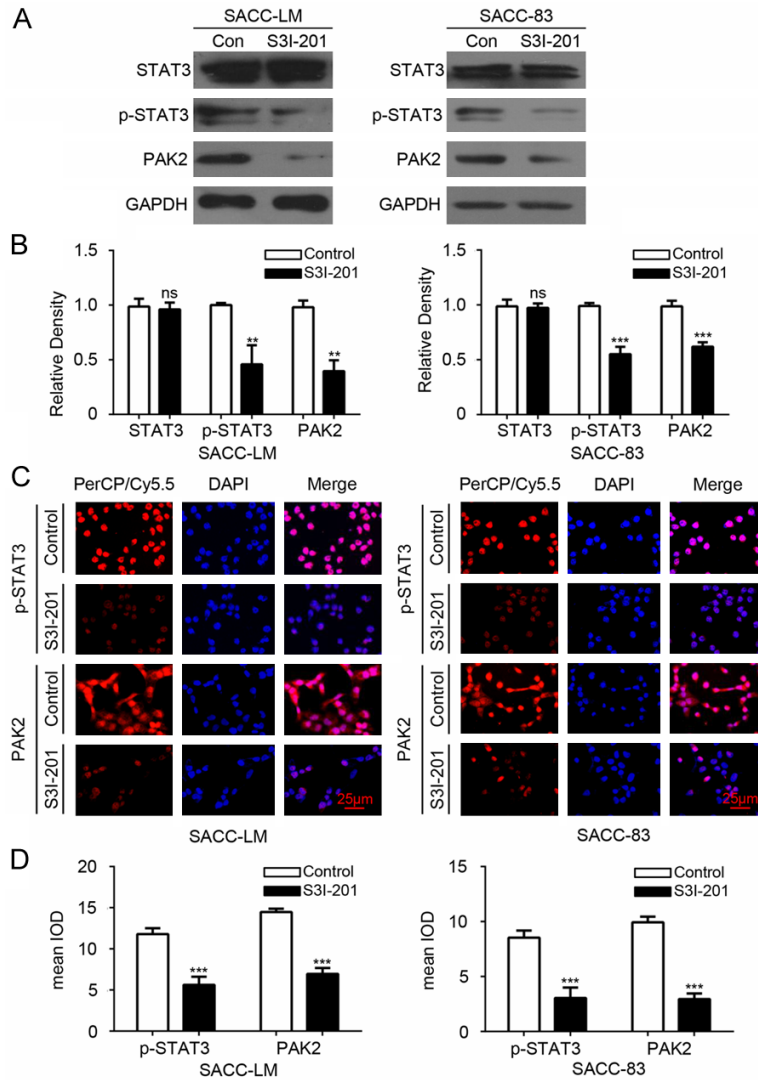 A
SACC-LM
SACC-83
Con S3I-201
Con S3I-201
STAT3
STAT3
p-STAT3
p-STAT3
PAK2
PAK2
GAPDH
GAPDH
B
1.5
1.0
0.5
0
Relative Density
Control
S3I-201
ns
**
**
STAT3 p-STAT3 PAK2
SACC-LM
1.5
1.0
0.5
0
Relative Density
Control
S3I-201
ns
***
***
STAT3 p-STAT3 PAK2
SACC-83
C
PerCP/Cy5.5 DAPI Merge
PerCP/Cy5.5 DAPI Merge
p-STAT3
Control
S3I-201
PAK2
Control
S3I-201
25μm
SACC-LM
p-STAT3
Control
S3I-201
PAK2
Control
S3I-201
25μm
SACC-83
D
20
15
10
5
0
mean IOD
Control
S3I-201
***
***
p-STAT3 PAK2
SACC-LM
15
10
5
0
mean IOD
Control
S3I-201
***
***
p-STAT3 PAK2
SACC-83